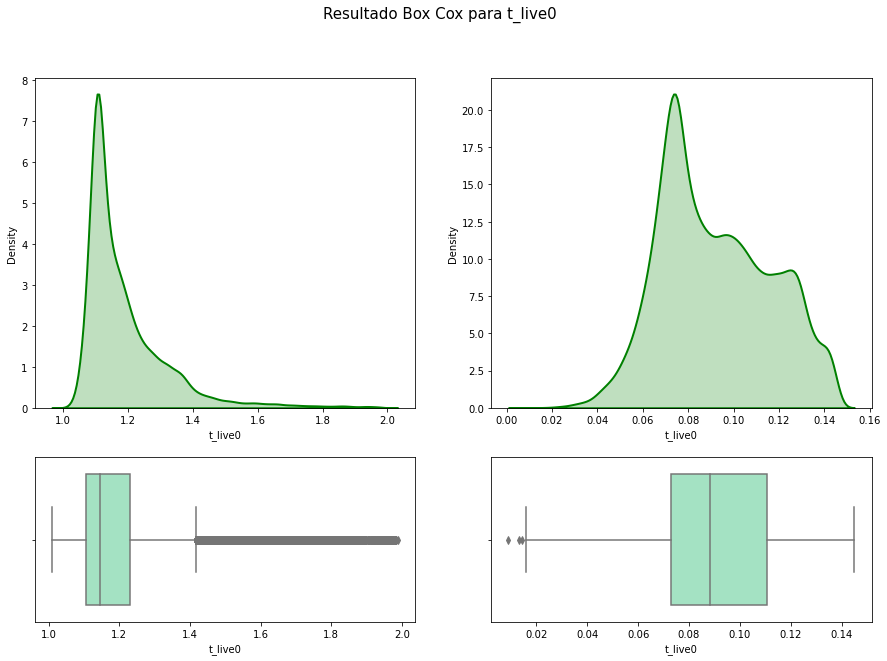 Resultado Box Cox para t_live0
8
7
6
5
4
3
2
1
0
Density
1.0 1.2 1.4 1.6 1.8 2.0
t_live0
20.0
17.5
15.0
12.5
10.0
7.5
5.0
2.5
0.0
Density
0.00 0.02 0.04 0.06 0.08 0.10 0.12 0.14 0.16
t_live0
1.0 1.2 1.4 1.6 1.8 2.0
t_live0
0.02 0.04 0.06 0.08 0.10 0.12 0.14
t_live0